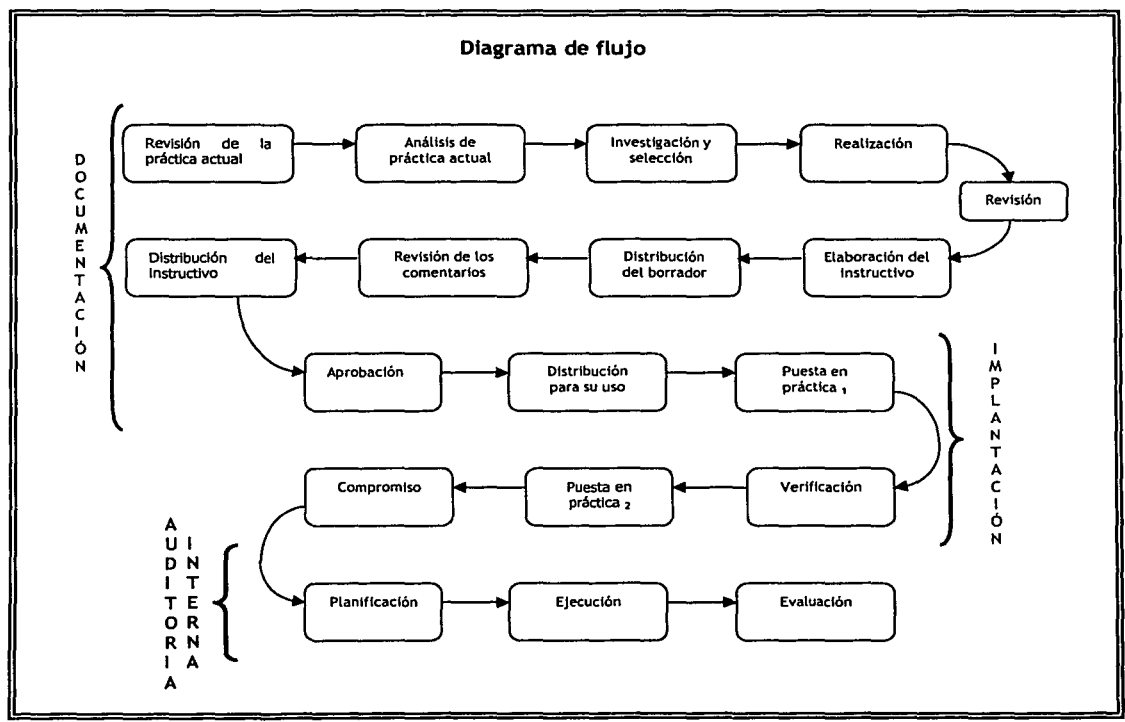 Diagrama de flujo
DOCUMENTACIÓN
Revisión de la
práctica actual
Análisis de
práctica actual
Investigación y
selección
Realización
Revisión
Distribución del
instructivo
Revisión de los
comentarios
Distribución
del borrador
Elaboración del
instructivo
IMPLANTACIÓN
Aprobación
Distribución
para su uso
Puesta en
práctica 1
Compromiso
Puesta en
práctica 2
Verificación
AUDITORIA
INTERNA
Planificación
Ejecución
Evaluación